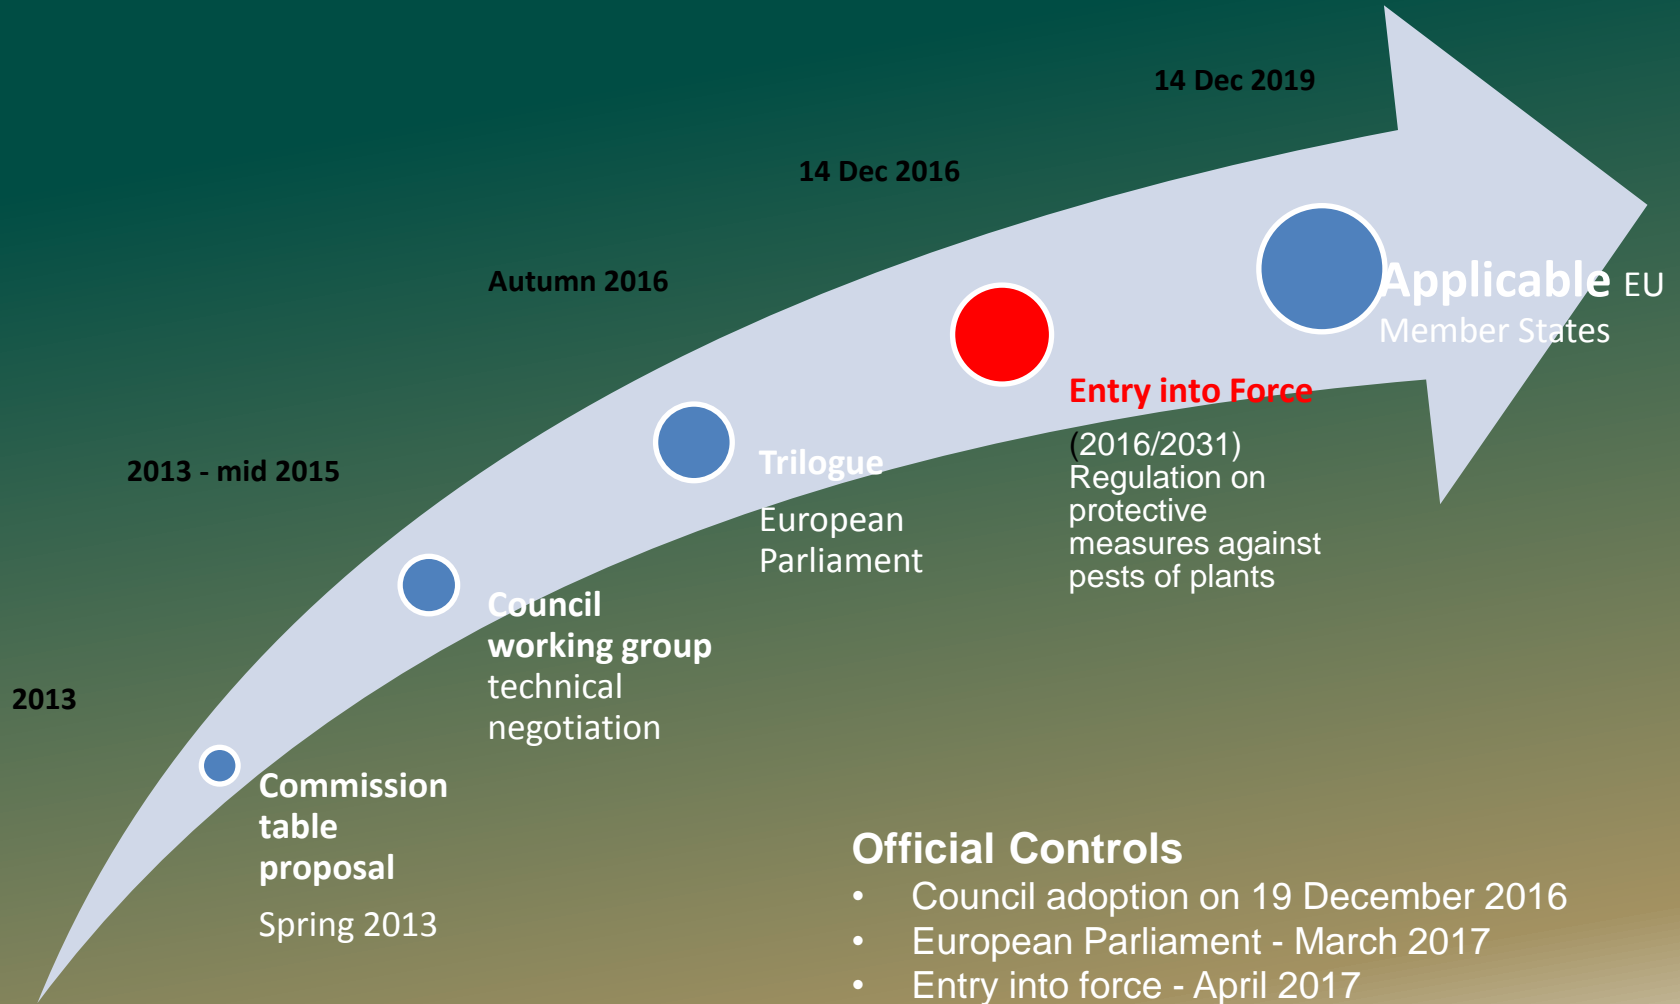 14 Dec 2019
14 Dec 2016
Autumn 2016
2013 - mid 2015
2013
Commission
table
proposal
Spring 2013
Council
working group
technical
negotiation
Trilogue
European
Parliament
Entry into Force
(2016/2031)
Regulation on
protective
measures against
pests of plants
Applicable EU
Member States
Official Controls
• Council adoption on 19 December 2016
• European Parliament - March 2017
• Entry into force - April 2017